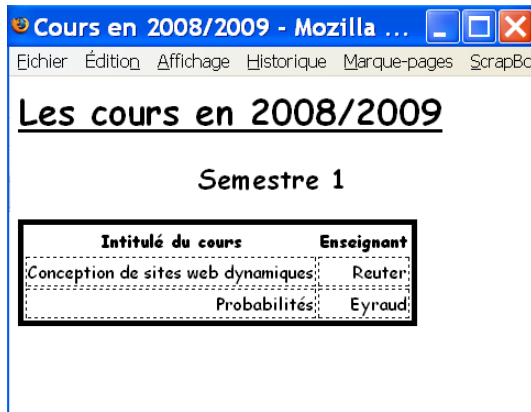 Cours en 2008/2009 - Mozilla ...
Fichier Édition Affichage Historique Marque-pages ScrapBo
Les cours en 2008/2009
Semestre 1
Intitulé du cours Enseignant
Conception de sites web dynamiques Reuter
Probabilités Eyraud